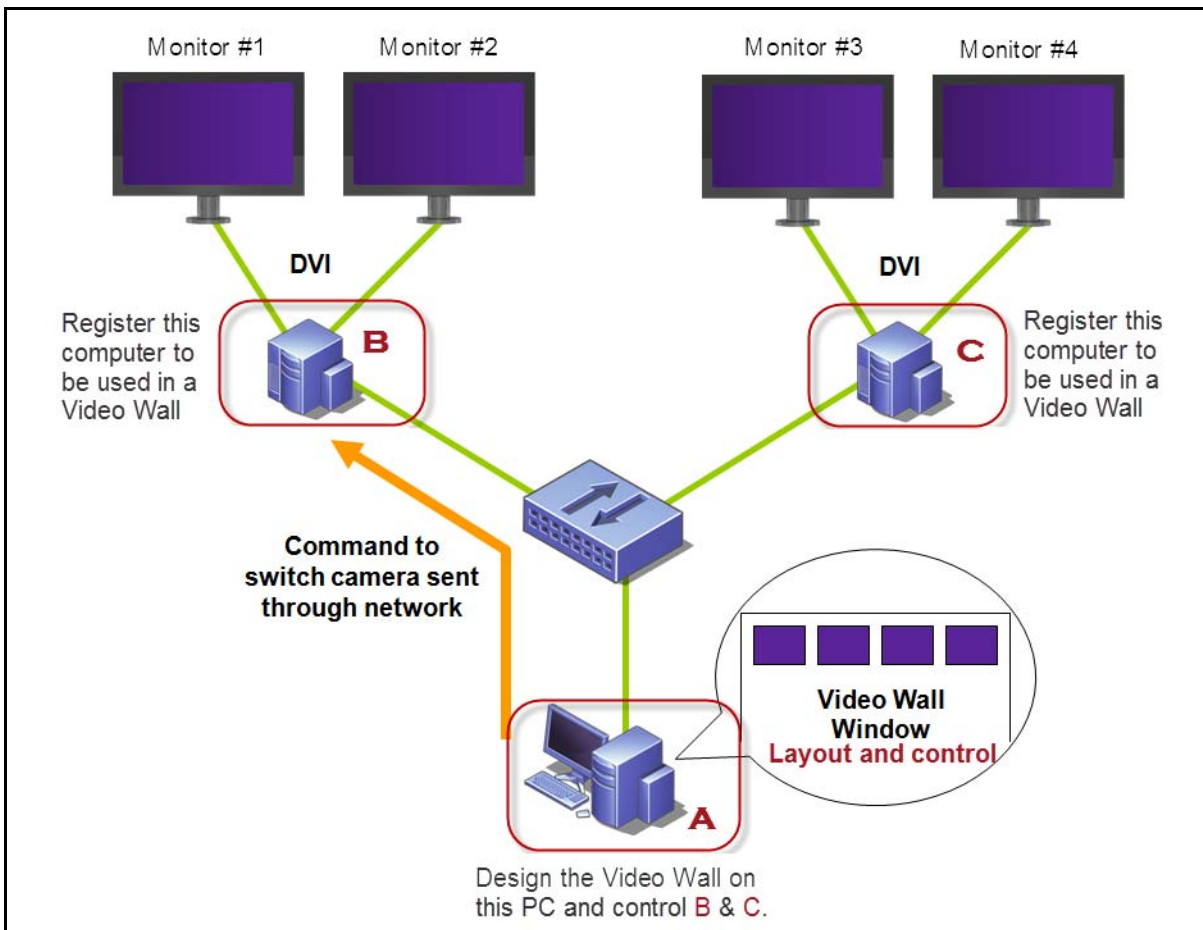 Monitor #1
Monitor #2
Monitor #3
Monitor #4
DVI
DVI
Register this
computer to
be used in a
Video Wall
B
C
Register this
computer to
be used in a
Video Wall
Command to
switch camera sent
through network
Video Wall
Window
Layout and control
A
Design the Video Wall on
this PC and control B & C.